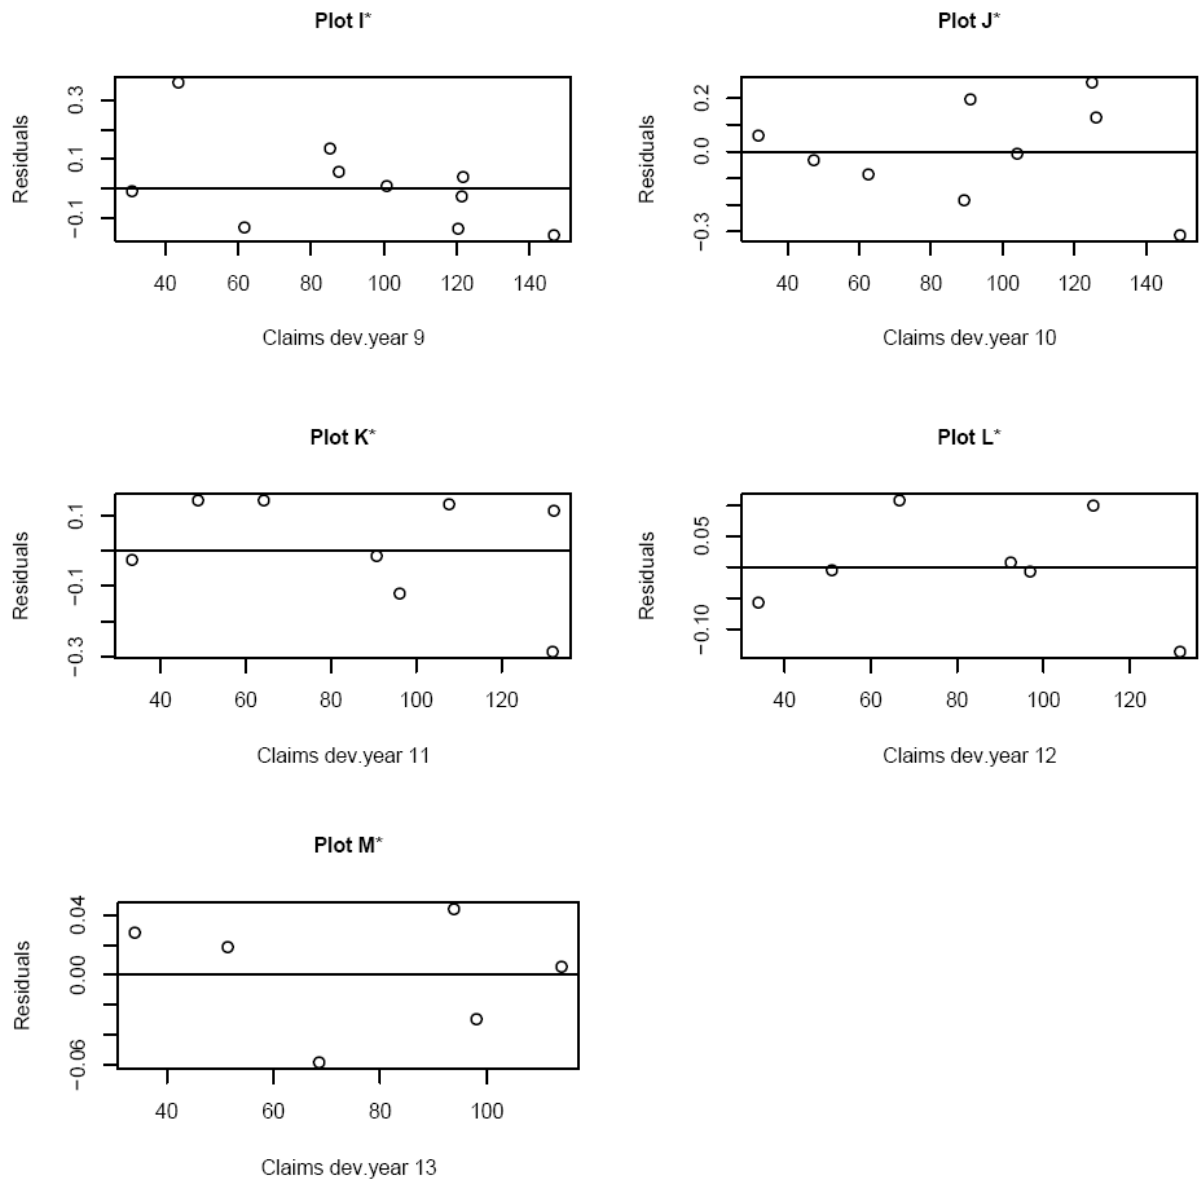 Plot I*
Residuals
0.3
0.1
-0.1
40 60 80 100 120 140
Claims dev.year 9
Plot J*
Residuals
0.2
0.0
-0.3
40 60 80 100 120 140
Claims dev.year 10
Plot K*
Residuals
0.1
-0.1
-0.3
40 60 80 100 120
Claims dev.year 11
Plot L*
Residuals
0.05
-0.10
40 60 80 100 120
Claims dev.year 12
Plot M*
Residuals
0.04
0.00
-0.06
40 60 80 100
Claims dev.year 13